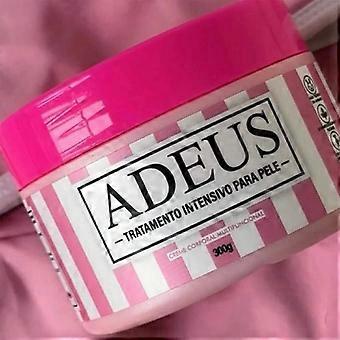 ADEUS
— TRATAMENTO INTENSIVO PARA PELE —
CREME CORPORAL MULTIFUNCIONAL
300g